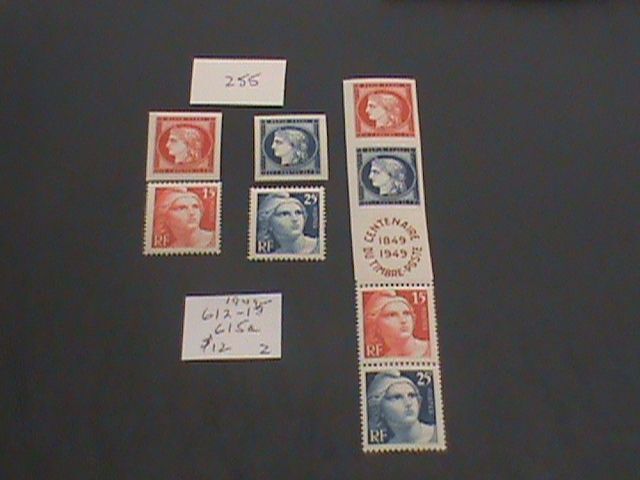 255
15
RF
25
RF
CENTENAIRE
1849
1949
DU TIMBRE-POSTE
15
RF
25
RF
612-15
615a
$12 2